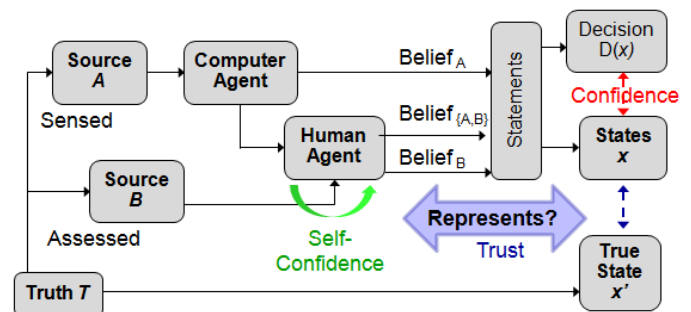 Source
A
Sensed
Computer
Agent
Belief A
Statements
Decision
D(x)
Confidence
Belief {A,B}
Human
Agent
Belief B
States
x
Source
B
Assessed
Self-
Confidence
Represents?
Trust
True
State
x'
Truth T